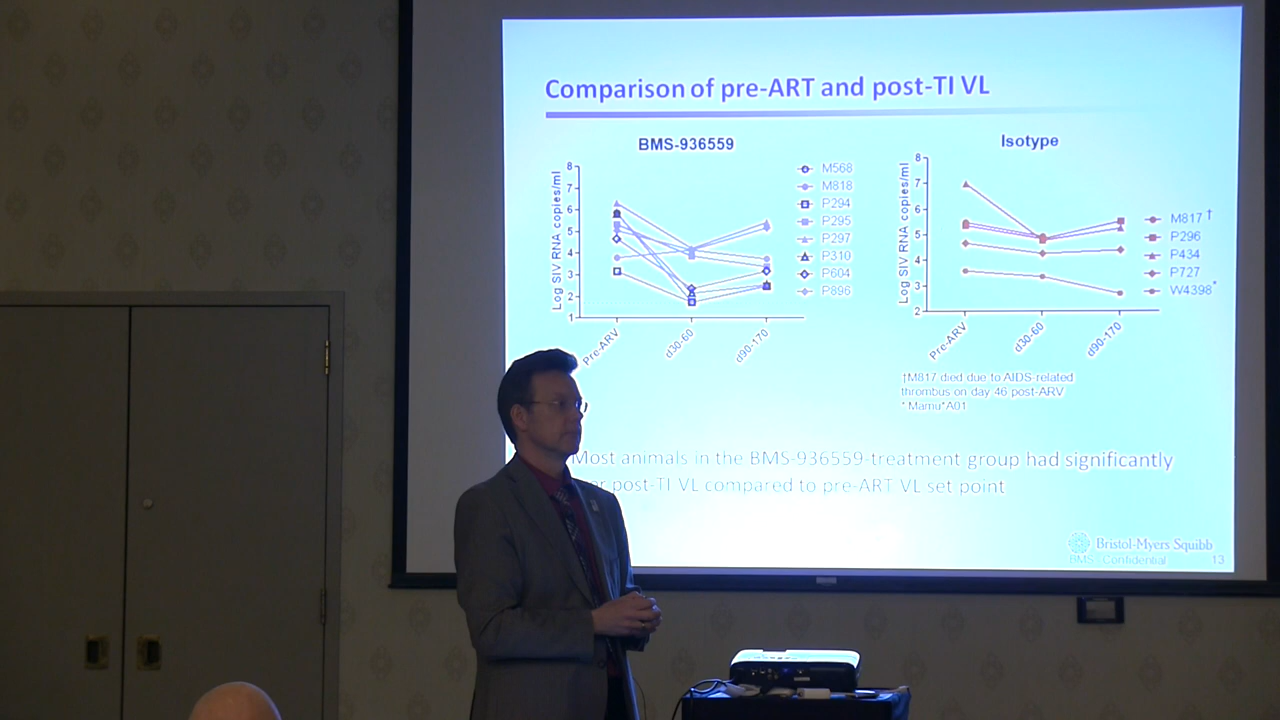 Comparison of pre-ART and post-TI VL
BMS-936559
Log SIV RNA copies/ml
8
7
6
5
4
3
2
1
Pre-ARV
d30-60
d90-170
M568
M818
P294
P295
P297
P310
P604
P896
Isotype
Log SIV RNA copies/ml
8
7
6
5
4
3
2
Pre-ARV
d30-60
d90-170
M817 †
P296
P434
P727
W4398*
†M817 died due to AIDS-related
thrombus on day 46 post-ARV
* Mamu*A01
Most animals in the BMS-936559-treatment group had significantly
post-TI VL compared to pre-ART VL set point
Bristol-Myers Squibb
BMS Confidential
13